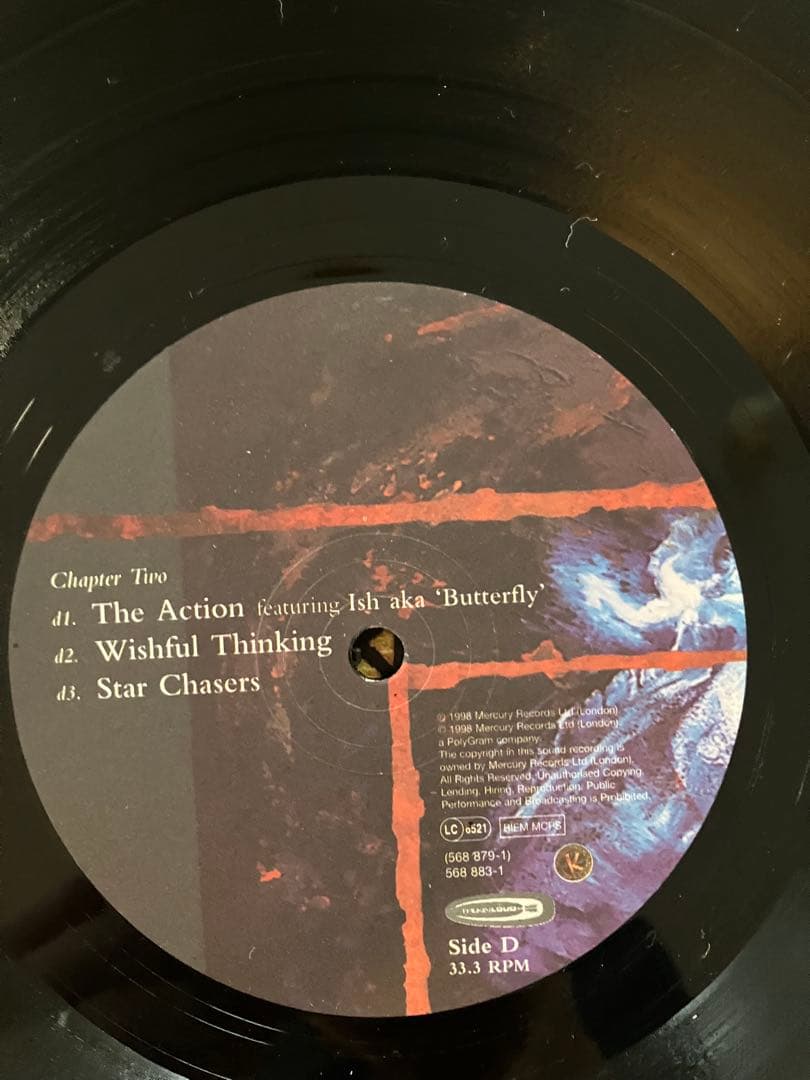 Chapter Two
d1. The Action featuring Ish aka ‘Butterfly’
d2. Wishful Thinking
d3. Star Chasers
℗ 1998 Mercury Records Ltd (London).
© 1998 Mercury Records Ltd (London).
a PolyGram company.
The copyright in this sound recording is
owned by Mercury Records Ltd (London).
All Rights Reserved. Unauthorised Copying,
Lending, Hiring, Reproduction, Public
Performance and Broadcasting is Prohibited.
LC 6521 BIEM MCPS
(568 879-1)
568 883-1
K
TALKINLOUD
Side D
33.3 RPM